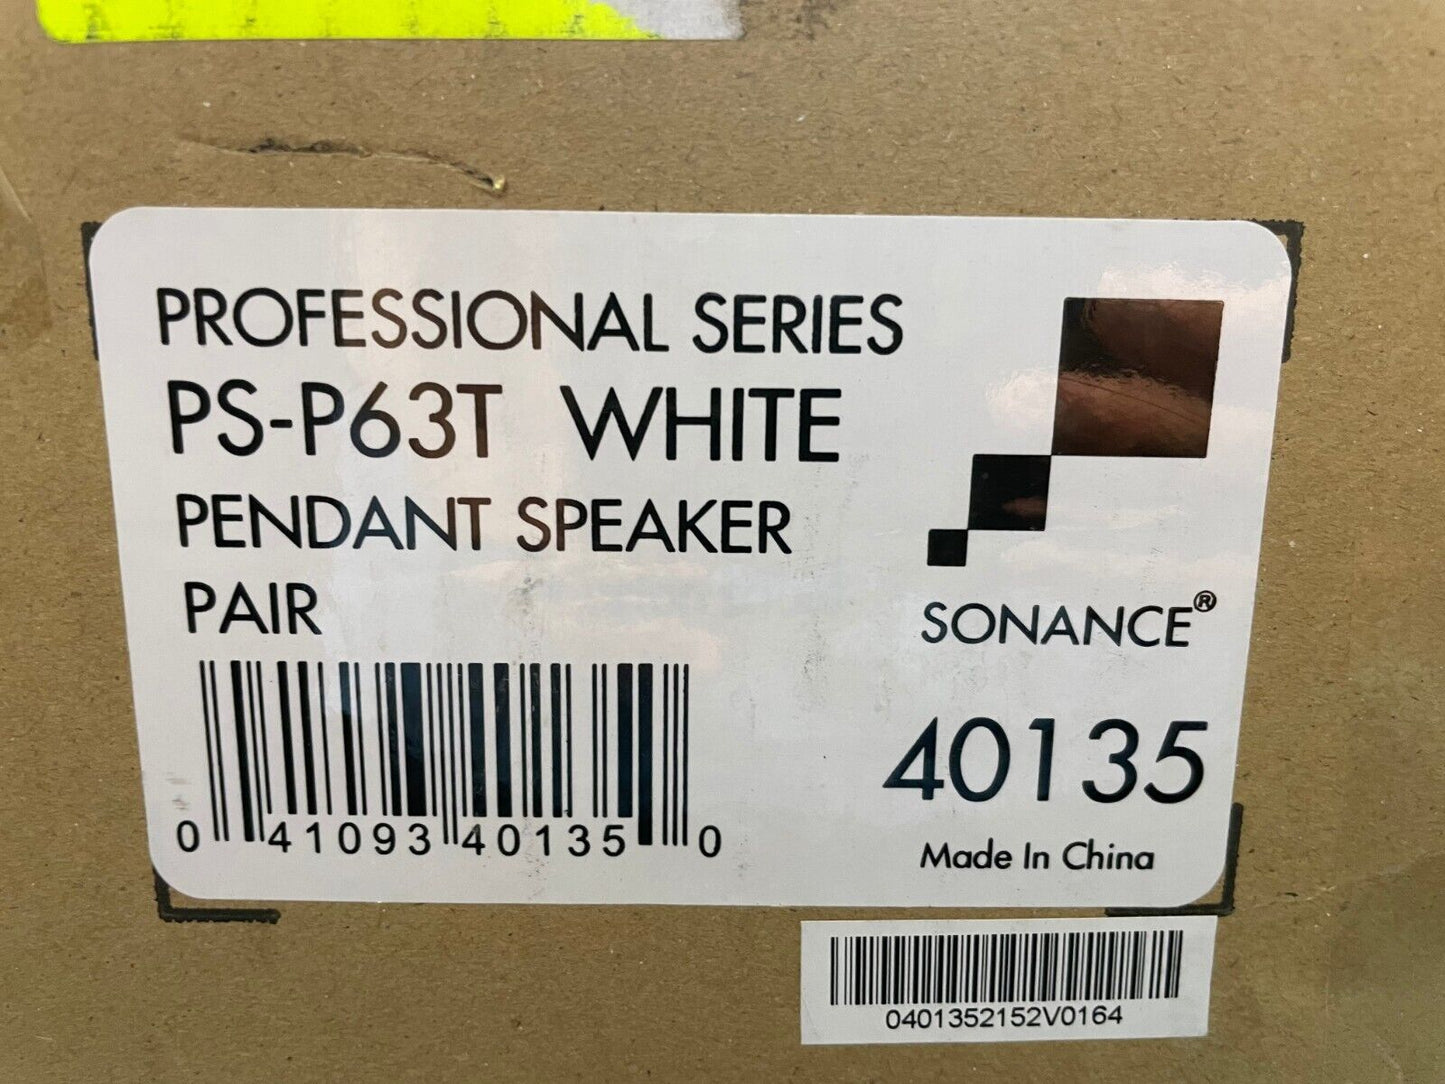 PROFESSIONAL SERIES
PS-P63T WHITE
PENDANT SPEAKER
PAIR
SONANCE®
0 41093 40135 0
40135
Made In China
0401352152V0164